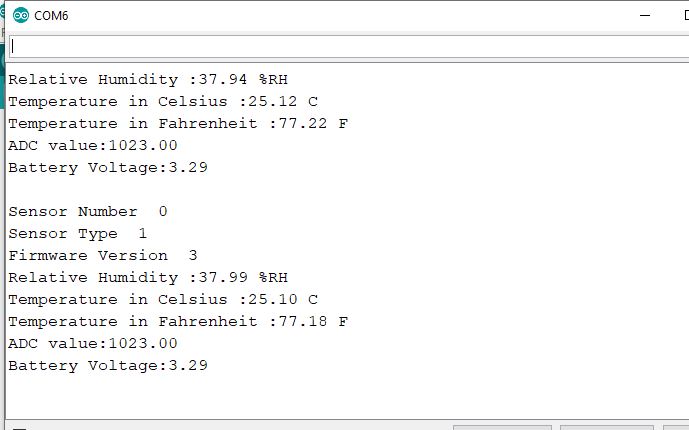 COM6
Relative Humidity :37.94 %RH
Temperature in Celsius :25.12 C
Temperature in Fahrenheit :77.22 F
ADC value:1023.00
Battery Voltage:3.29
Sensor Number  0
Sensor Type  1
Firmware Version  3
Relative Humidity :37.99 %RH
Temperature in Celsius :25.10 C
Temperature in Fahrenheit :77.18 F
ADC value:1023.00
Battery Voltage:3.29